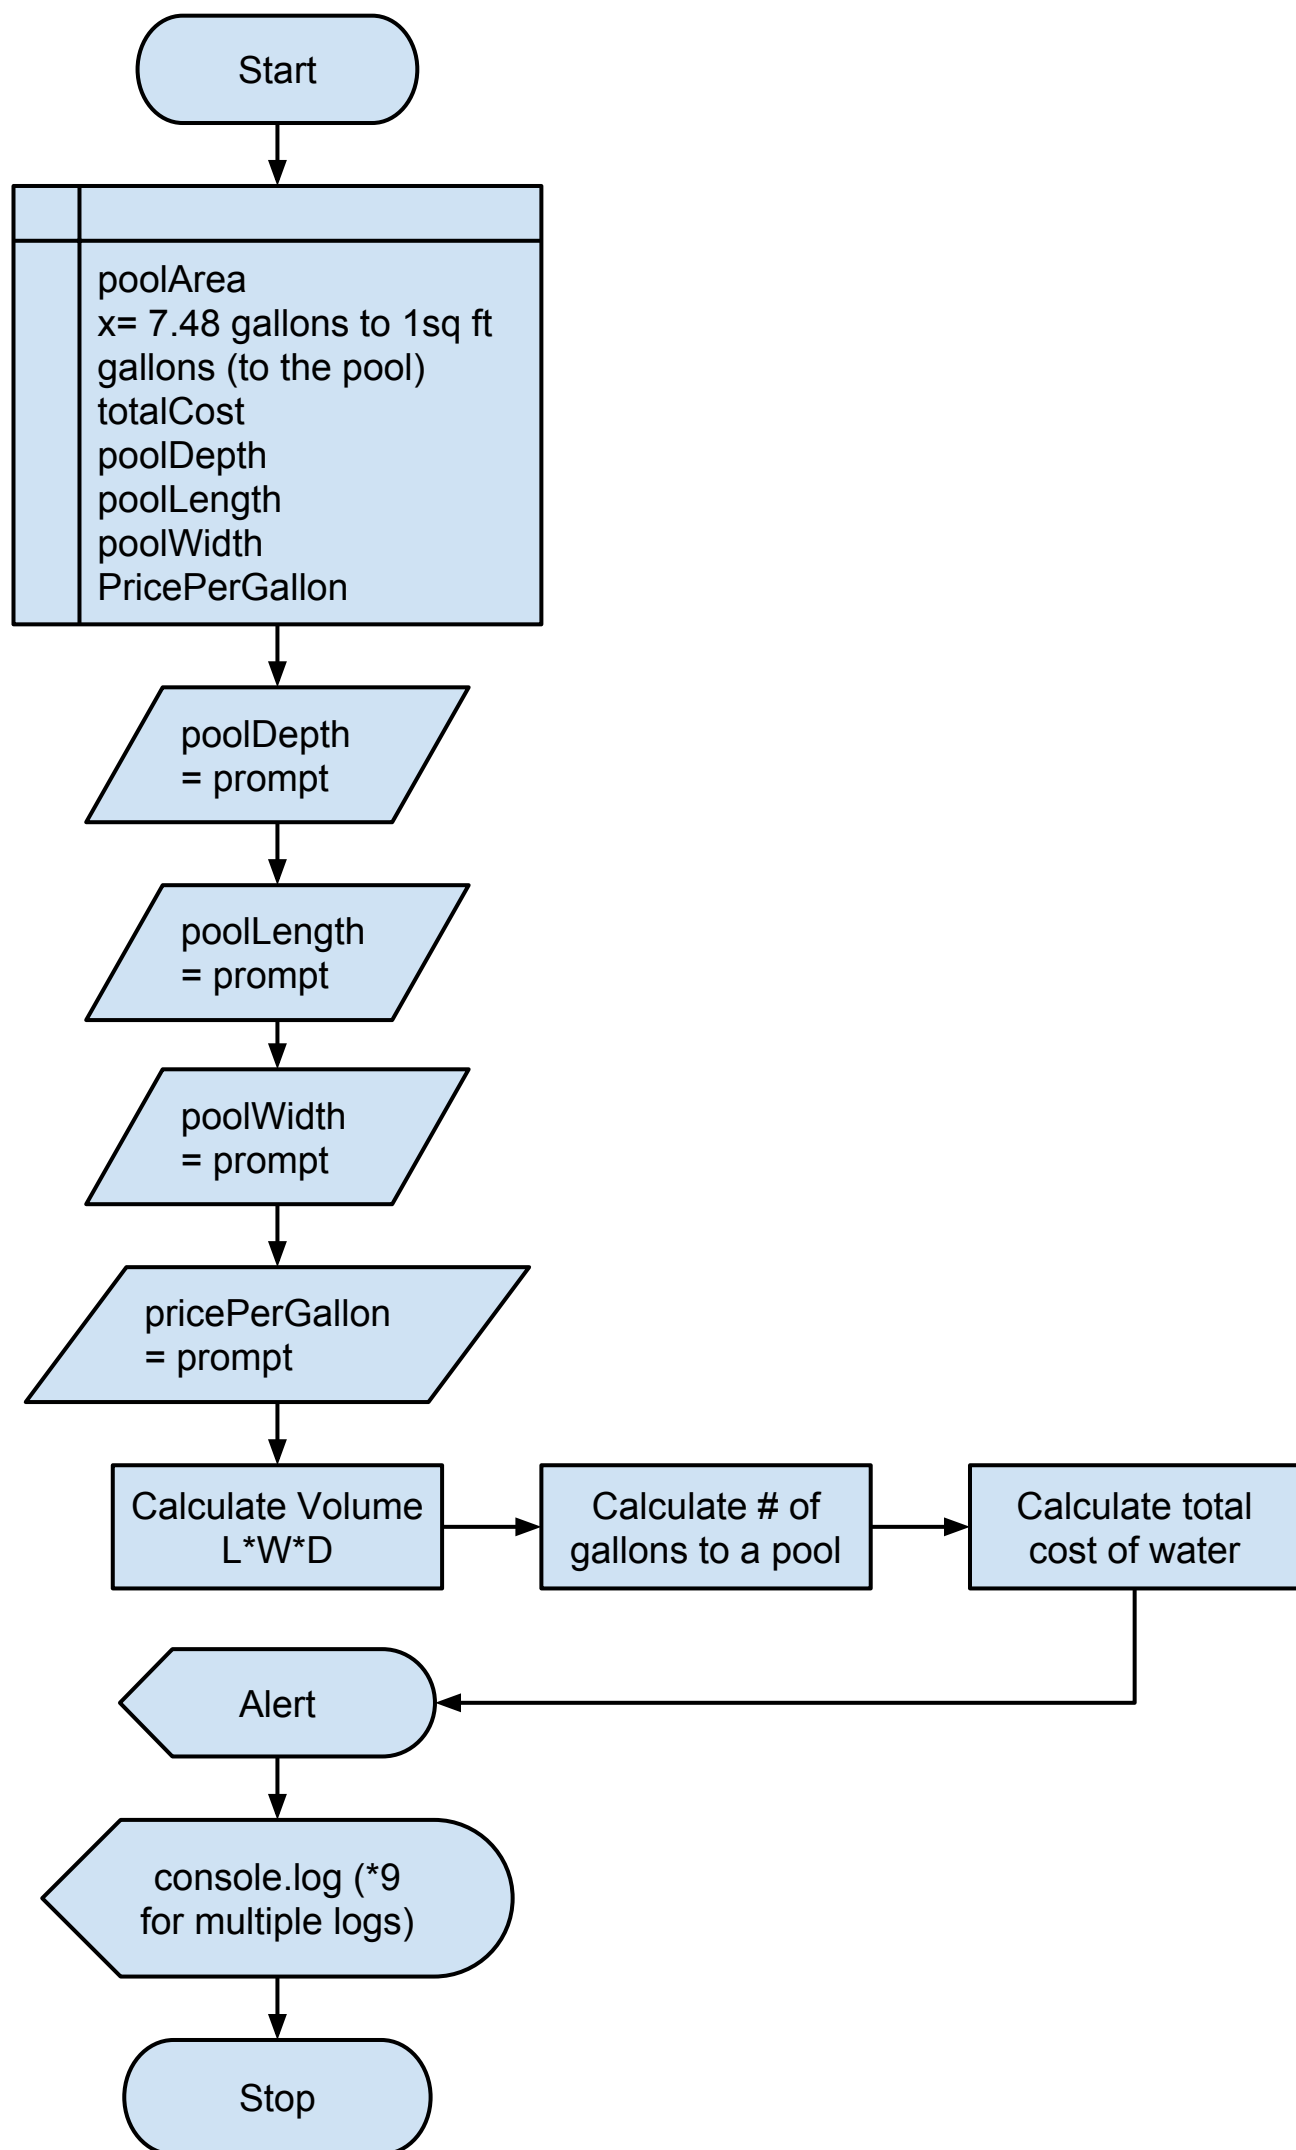 Start
poolArea
x= 7.48 gallons to 1sq ft
gallons (to the pool)
totalCost
poolDepth
poolLength
poolWidth
PricePerGallon
poolDepth
= prompt
poolLength
= prompt
poolWidth
= prompt
pricePerGallon
= prompt
Calculate Volume
L*W*D
Calculate # of
gallons to a pool
Calculate total
cost of water
Alert
console.log (*9
for multiple logs)
Stop